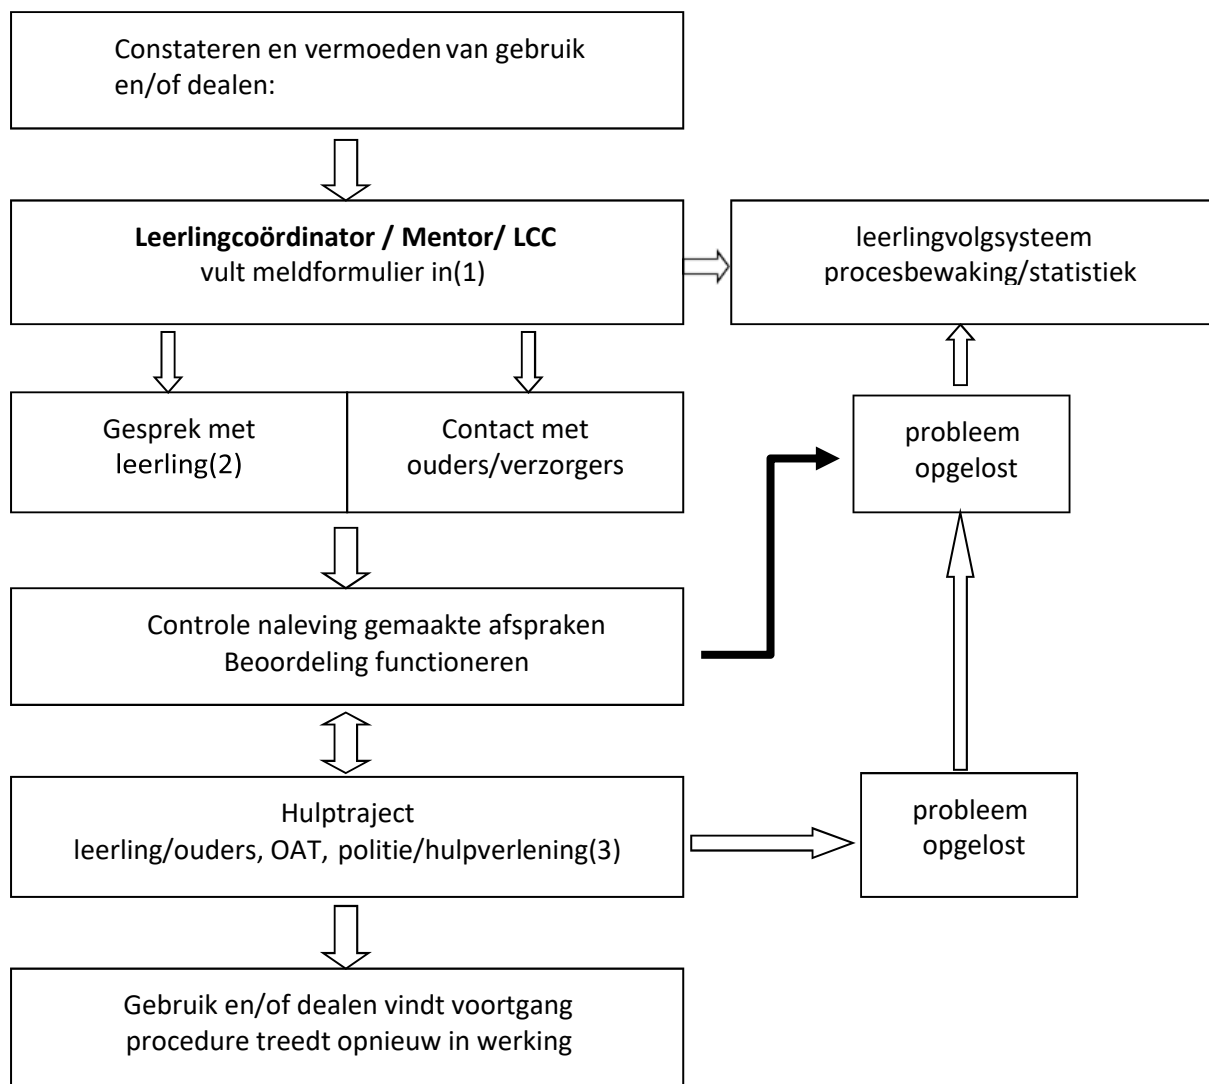 Constateren en vermoeden van gebruik
en/of dealen:
Leerlingcoördinator / Mentor/ LCC
vult meldformulier in(1)
leerlingvolgsysteem
procesbewaking/statistiek
Gesprek met
leerling(2)
Contact met
ouders/verzorgers
probleem
opgelost
Controle naleving gemaakte afspraken
Beoordeling functioneren
Hulptraject
leerling/ouders, OAT, politie/hulpverlening(3)
probleem
opgelost
Gebruik en/of dealen vindt voortgang
procedure treedt opnieuw in werking